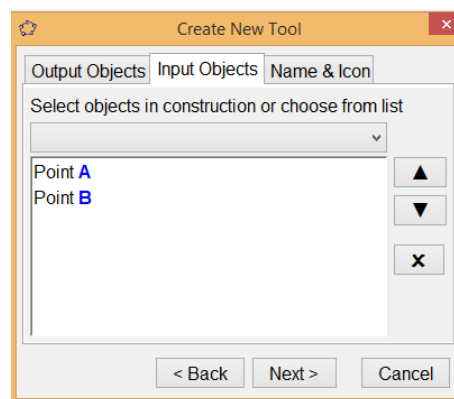 Create New Tool
Output Objects Input Objects Name & Icon
Select objects in construction or choose from list
Point A
Point B
< Back Next > Cancel